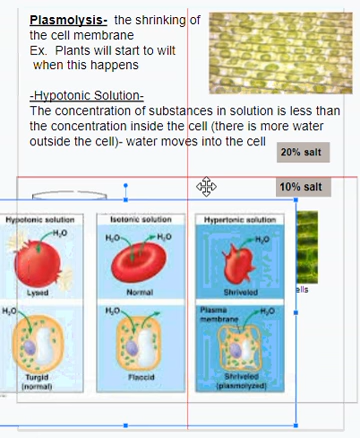 Plasmolysis- the shrinking of
the cell membrane
Ex. Plants will start to wilt
when this happens
-Hypotonic Solution-
The concentration of substances in solution is less than
the concentration inside the cell (there is more water
outside the cell)- water moves into the cell
20% salt
10% salt
Hypotonic solution
Isotonic solution
Hypertonic solution
H₂O
H₂O
H₂O
H₂O
Lysed
Normal
Shriveled
ells
H₂O
H₂O
Plasma
membrane
H₂O
Turgid
(normal)
Flaccid
Shriveled
(plasmolyzed)